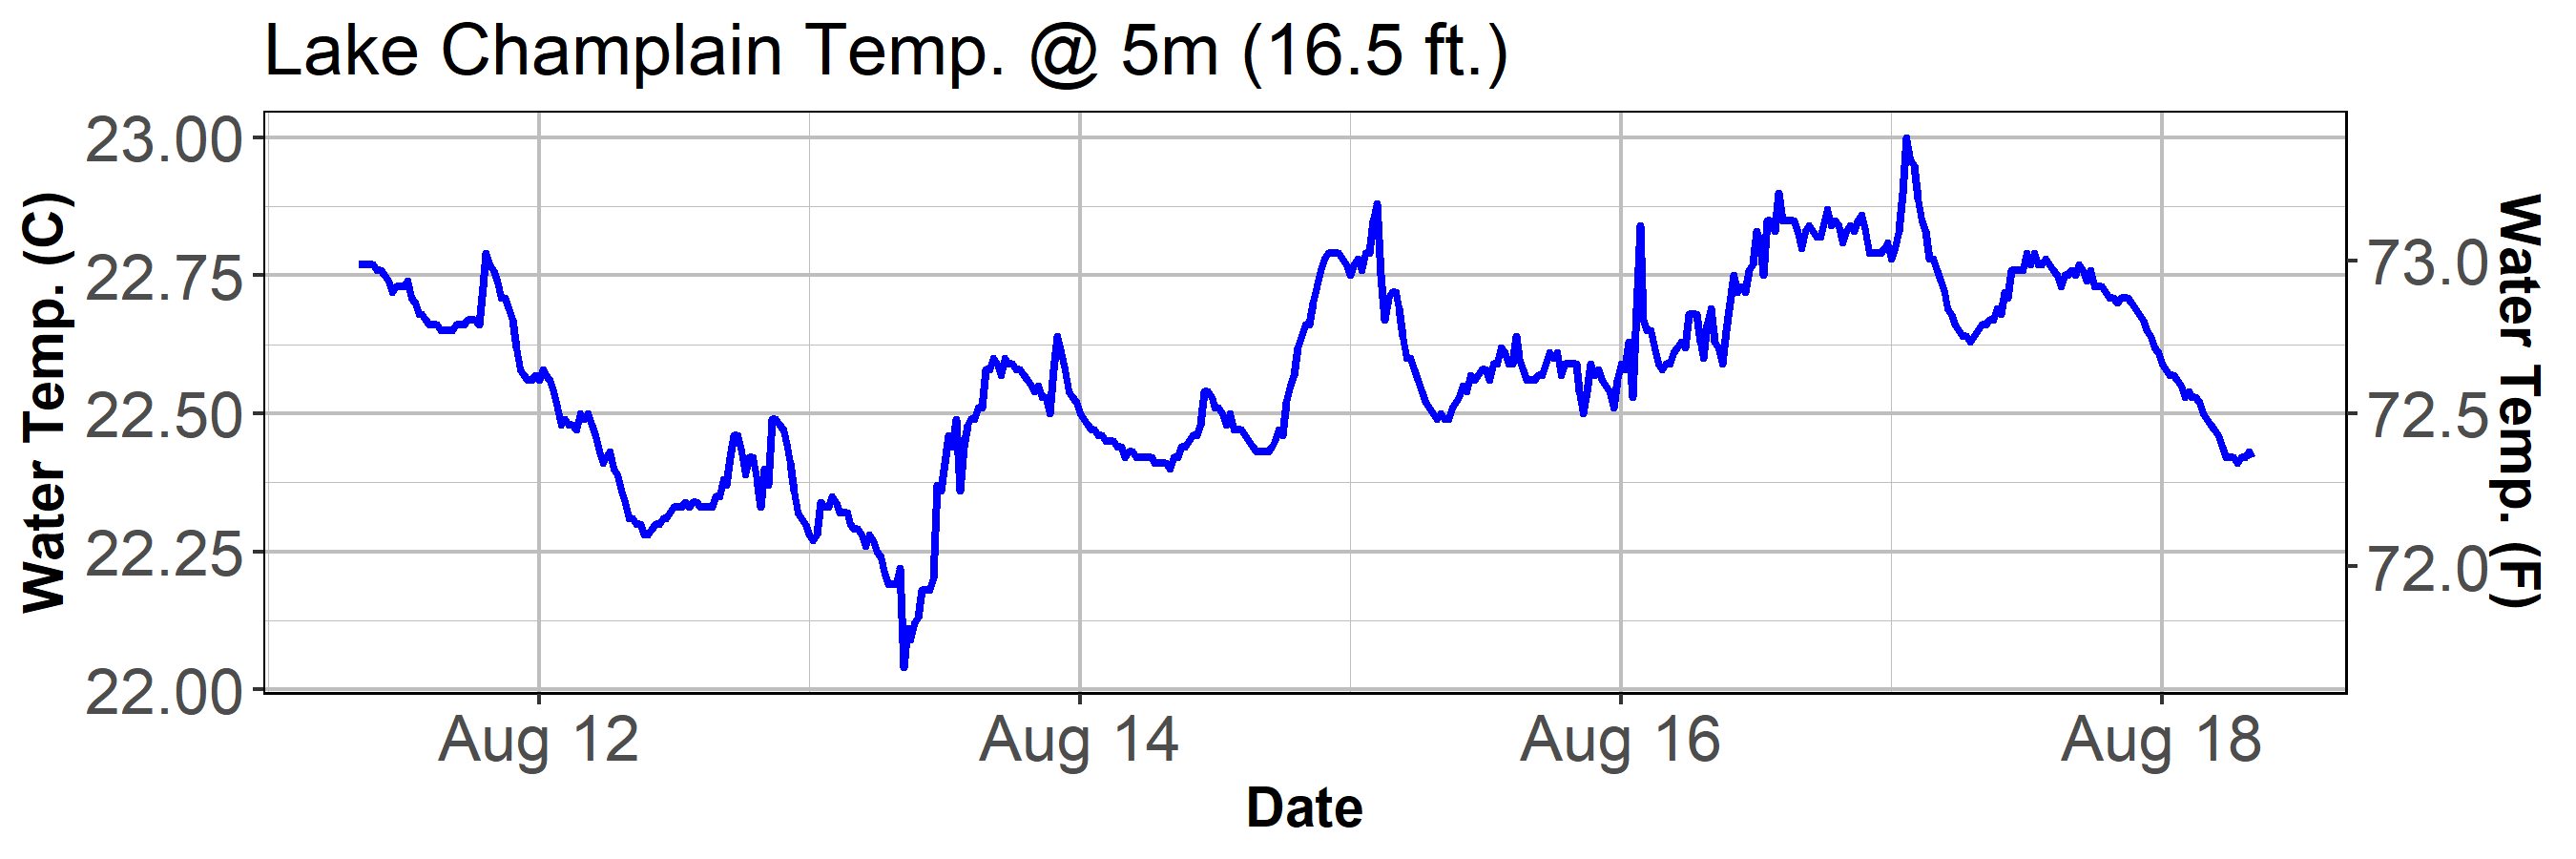 Lake Champlain Temp. @ 5m (16.5 ft.)
Water Temp. (C)
23.00
22.75
22.50
22.25
22.00
73.0
72.5
72.0
Water Temp. (F)
Aug 12 Aug 14 Aug 16 Aug 18
Date